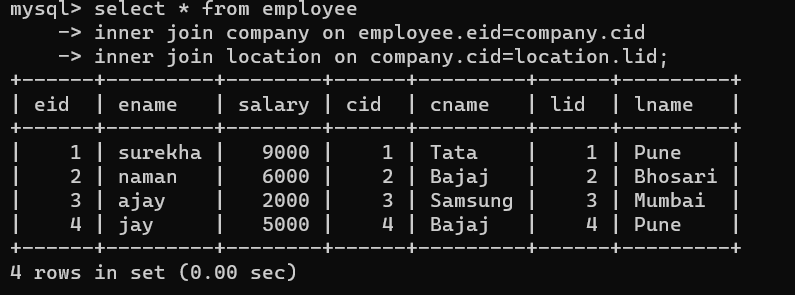 mysql> select * from employee
    -> inner join company on employee.eid=company.cid
    -> inner join location on company.cid=location.lid;
+------+---------+--------+------+---------+------+---------+
| eid  | ename   | salary | cid  | cname   | lid  | lname   |
+------+---------+--------+------+---------+------+---------+
|    1 | surekha |   9000 |    1 | Tata    |    1 | Pune    |
|    2 | naman   |   6000 |    2 | Bajaj   |    2 | Bhosari |
|    3 | ajay    |   2000 |    3 | Samsung |    3 | Mumbai  |
|    4 | jay     |   5000 |    4 | Bajaj   |    4 | Pune    |
+------+---------+--------+------+---------+------+---------+
4 rows in set (0.00 sec)